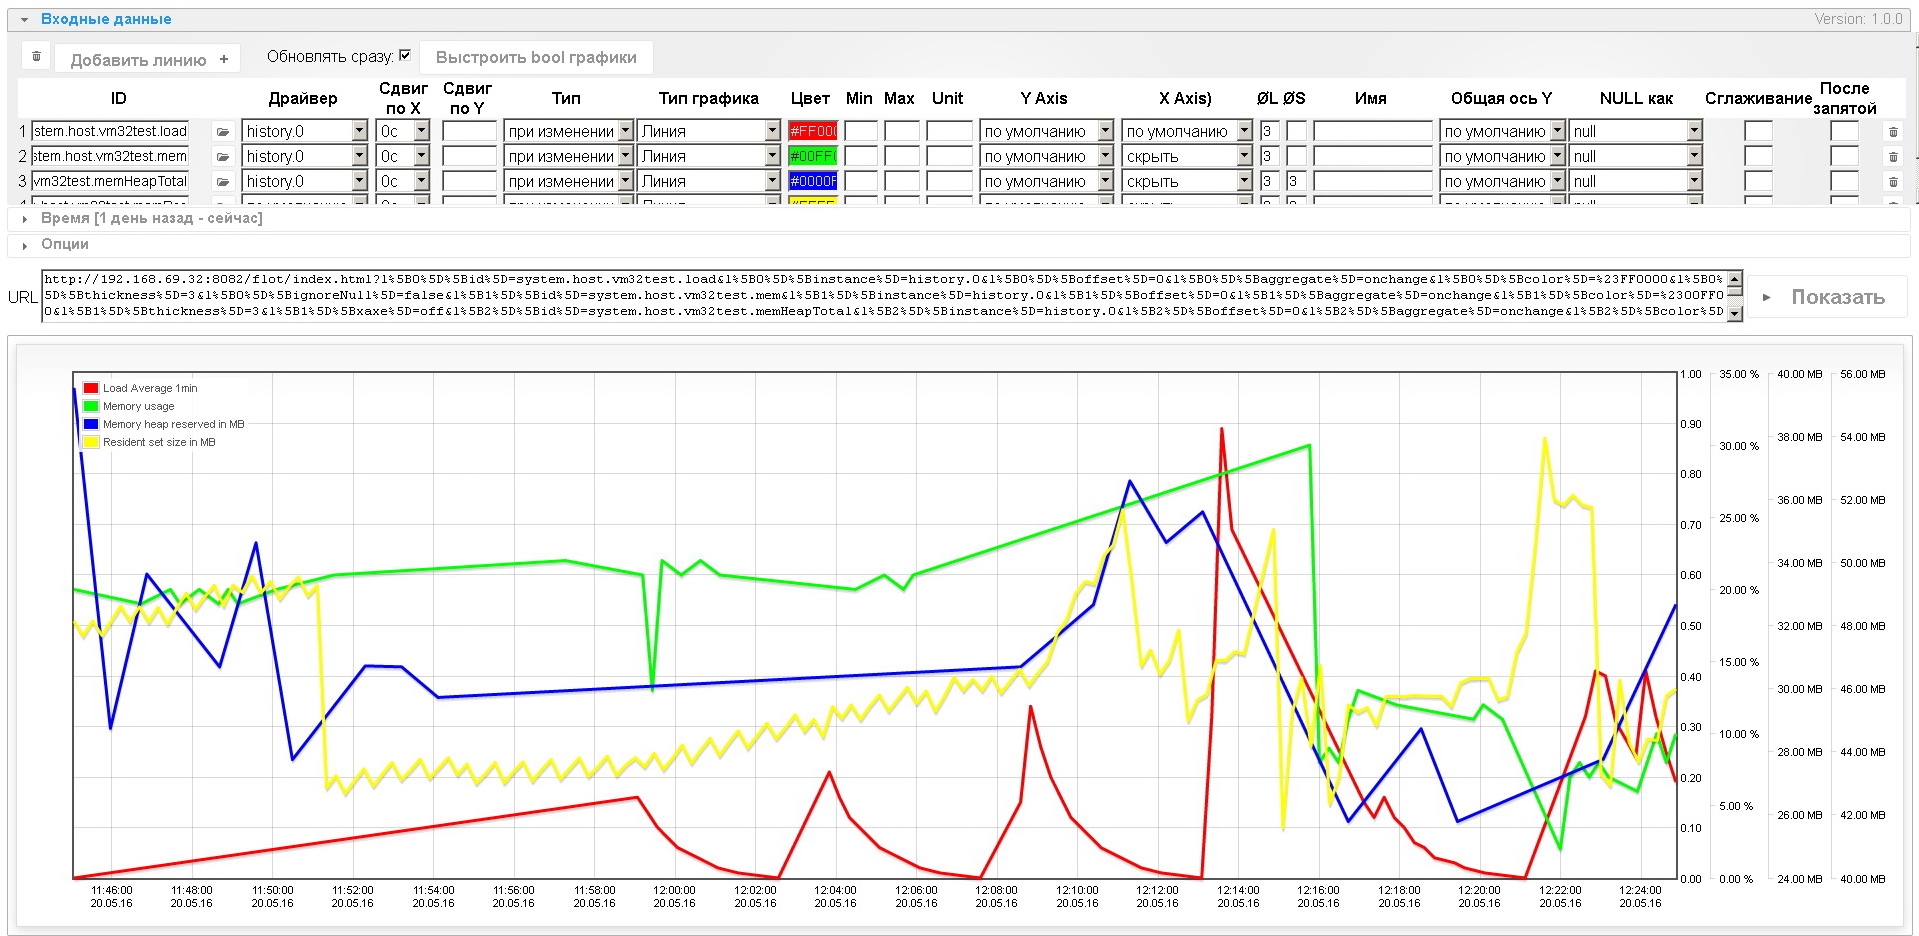 Входные данные
Version: 1.0.0
Добавить линию +
Обновлять сразу:
Выстроить bool графики
ID Драйвер Сдвиг по X Сдвиг по Y Тип Тип графика Цвет Min Max Unit Y Axis X Axis) ØL ØS Имя Общая ось Y NULL как Сглаживание После запятой
1 stem.host.vm32test.load history.0 0с при изменении Линия #FF00 по умолчанию по умолчанию 3 по умолчанию null
2 stem.host.vm32test.mem history.0 0с при изменении Линия #00FF по умолчанию скрыть 3 по умолчанию null
3 vm32test.memHeapTotal history.0 0с при изменении Линия #0000F по умолчанию скрыть 3 3 по умолчанию null
Время [1 день назад - сейчас]
Опции
URL
http://192.168.69.32:8082/flot/index.html?l%5B0%5D%5Bid%5D=system.host.vm32test.load&l%5B0%5D%5Binstance%5D=history.0&l%5B0%5D%5Boffset%5D=0&l%5B0%5D%5Baggregate%5D=onchange&l%5B0%5D%5Bcolor%5D=%23FF0000&l%5B0%
5D%5Bthickness%5D=3&l%5B0%5D%5BignoreNull%5D=false&l%5B1%5D%5Bid%5D=system.host.vm32test.mem&l%5B1%5D%5Binstance%5D=history.0&l%5B1%5D%5Boffset%5D=0&l%5B1%5D%5Baggregate%5D=onchange&l%5B1%5D%5Bcolor%5D=%2300FF0
0&l%5B1%5D%5Bthickness%5D=3&l%5B1%5D%5Bxaxe%5D=off&l%5B2%5D%5Bid%5D=system.host.vm32test.memHeapTotal&l%5B2%5D%5Binstance%5D=history.0&l%5B2%5D%5Boffset%5D=0&l%5B2%5D%5Baggregate%5D=onchange&l%5B2%5D%5Bcolor%5D
Показать
Load Average 1min
Memory usage
Memory heap reserved in MB
Resident set size in MB
1.00
0.90
0.80
0.70
0.60
0.50
0.40
0.30
0.20
0.10
0.00
35.00 %
30.00 %
25.00 %
20.00 %
15.00 %
10.00 %
5.00 %
0.00 %
40.00 MB
38.00 MB
36.00 MB
34.00 MB
32.00 MB
30.00 MB
28.00 MB
26.00 MB
24.00 MB
56.00 MB
54.00 MB
52.00 MB
50.00 MB
48.00 MB
46.00 MB
44.00 MB
42.00 MB
40.00 MB
11:46:00 11:48:00 11:50:00 11:52:00 11:54:00 11:56:00 11:58:00 12:00:00 12:02:00 12:04:00 12:06:00 12:08:00 12:10:00 12:12:00 12:14:00 12:16:00 12:18:00 12:20:00 12:22:00 12:24:00
20.05.16 20.05.16 20.05.16 20.05.16 20.05.16 20.05.16 20.05.16 20.05.16 20.05.16 20.05.16 20.05.16 20.05.16 20.05.16 20.05.16 20.05.16 20.05.16 20.05.16 20.05.16 20.05.16 20.05.16